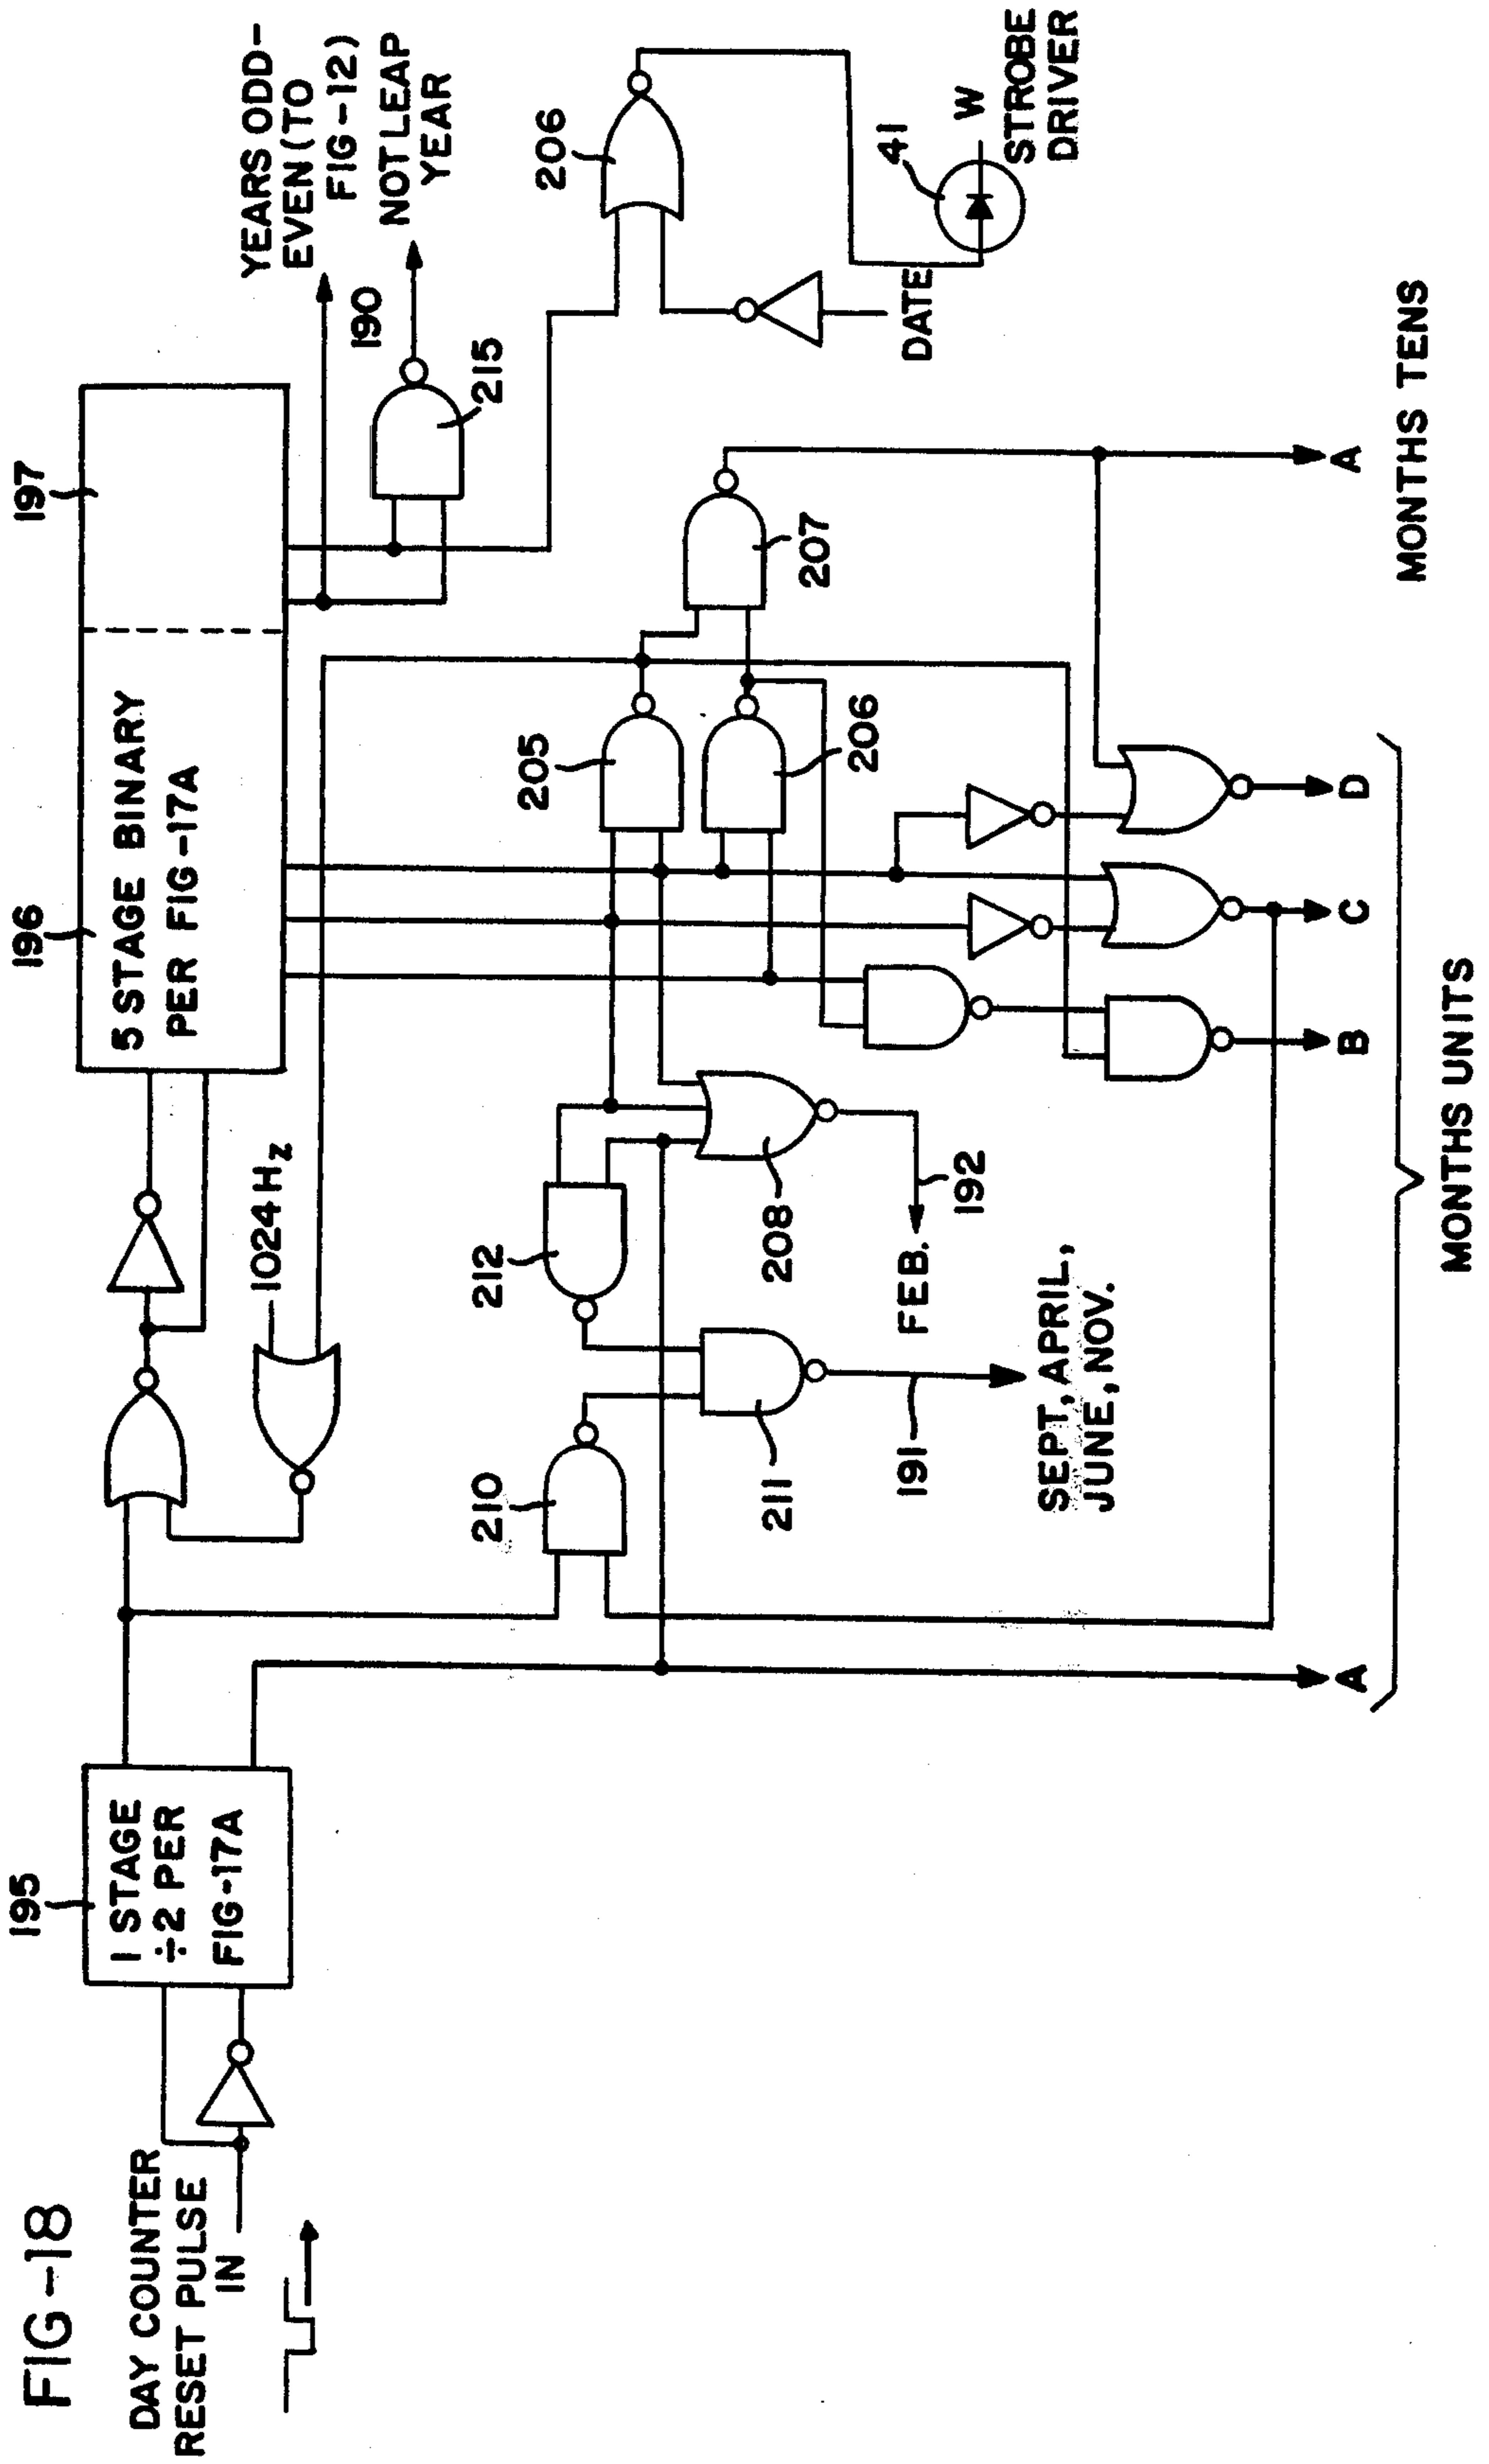 FIG-18
DAY COUNTER
RESET PULSE
IN
195
1 STAGE
÷2 PER
FIG-17A
196
5 STAGE BINARY
PER FIG-17A
197
1024 Hz
YEARS ODD-
EVEN (TO
FIG-12)
190
NOT LEAP
YEAR
215
206
DATE
41
W
STROBE
DRIVER
205
206
207
212
208
210
211
FEB.
192
191
SEPT, APRIL,
JUNE, NOV.
A
B
C
D
A
MONTHS UNITS
MONTHS TENS